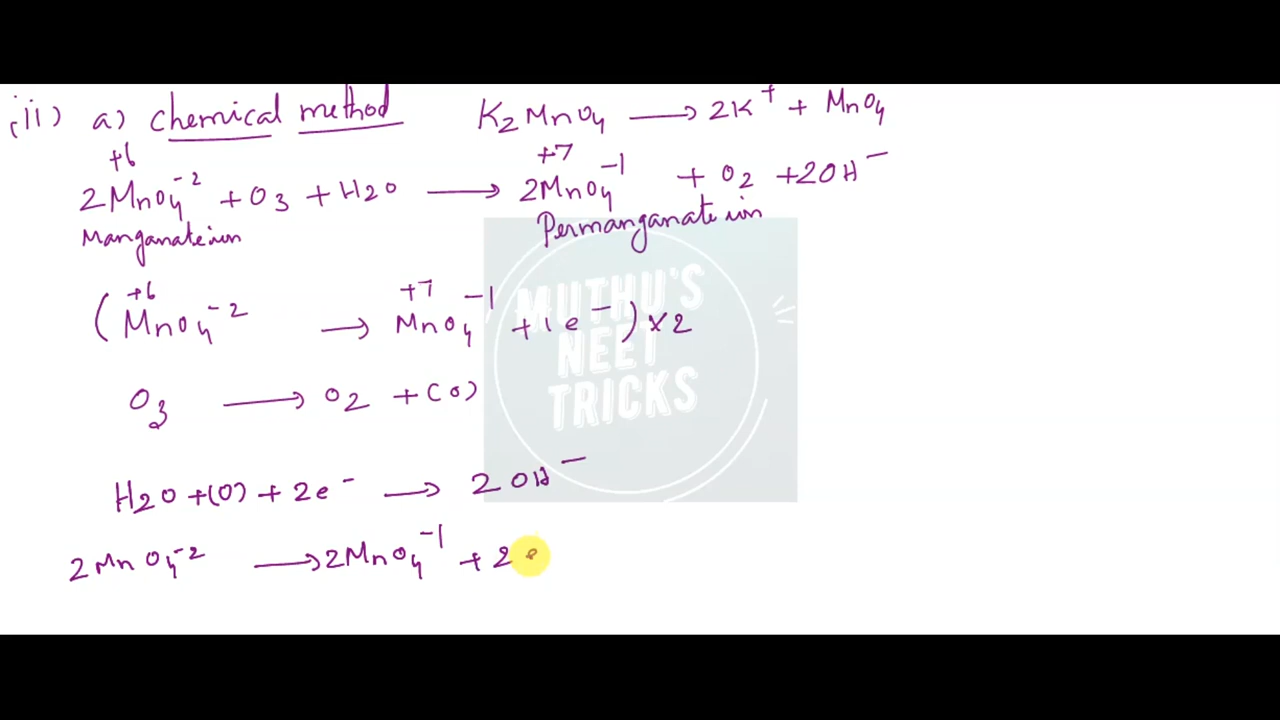 (ii) a) chemical method K2MnO4 ⟶ 2K⁺ + MnO4
+6 +7
2MnO4⁻² + O3 + H2O ⟶ 2MnO4⁻¹ + O2 + 2OH⁻
Manganate ion Permanganate ion
+6 +7
(MnO4⁻² ⟶ MnO4⁻¹ + 1e⁻) × 2
O3 ⟶ O2 + (O)
H2O + (O) + 2e⁻ ⟶ 2OH⁻
2MnO4⁻² ⟶ 2MnO4⁻¹ + 2e
MUTHU'S
NEET
TRICKS